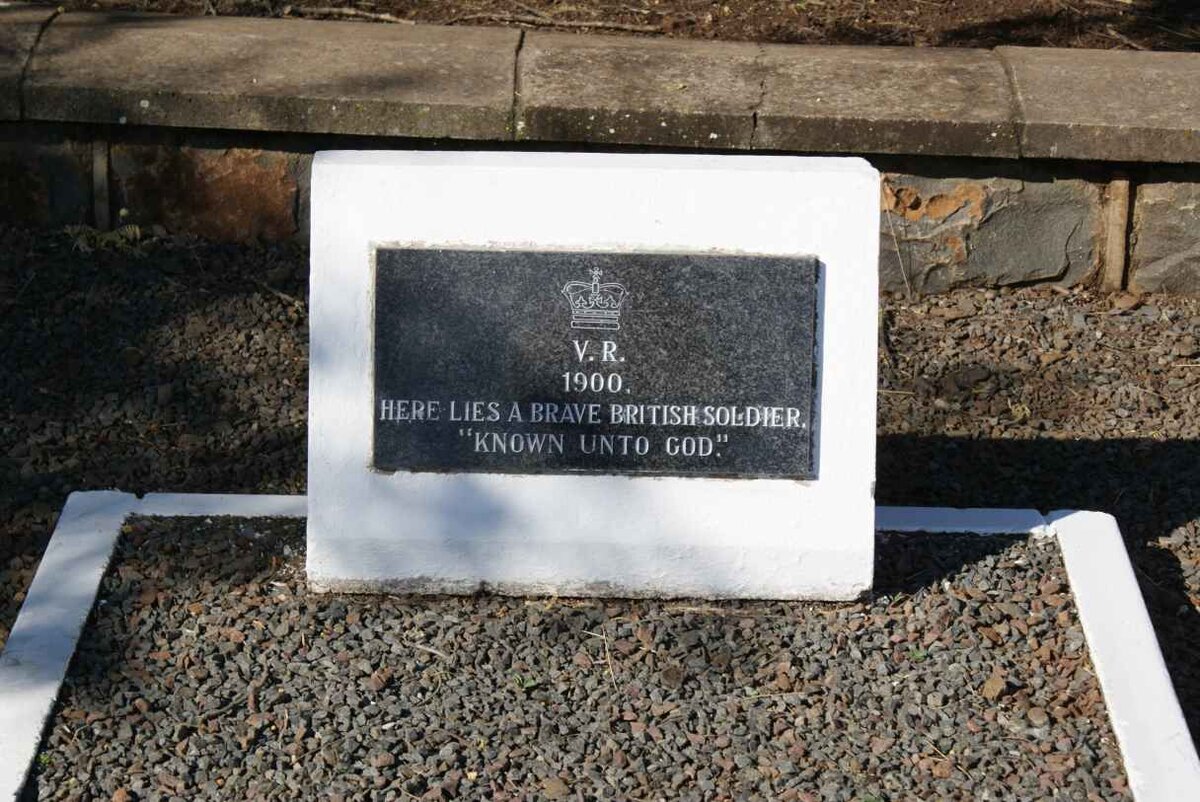 V. R.
1900.
HERE LIES A BRAVE BRITISH SOLDIER.
"KNOWN UNTO GOD."